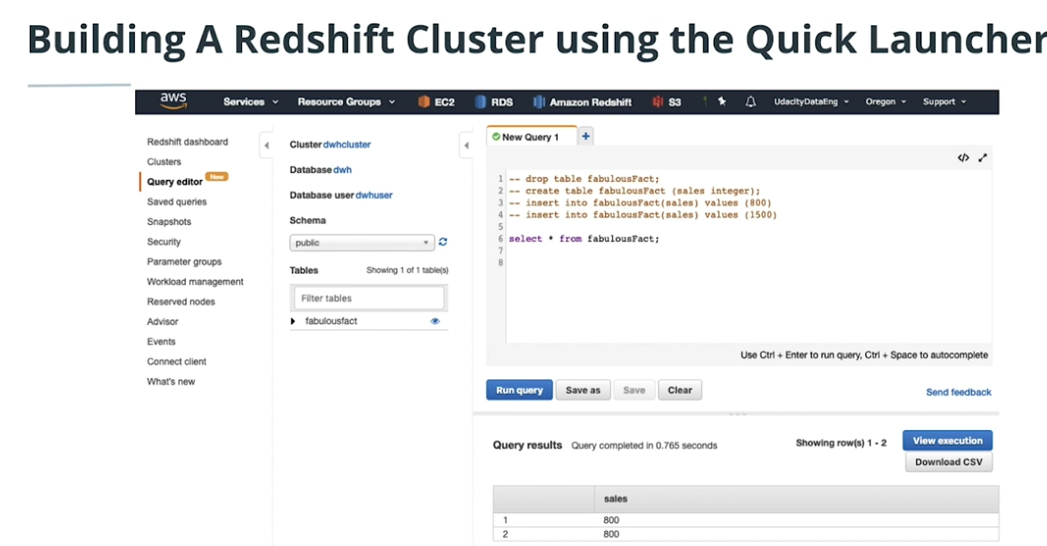 Building A Redshift Cluster using the Quick Launcher
aws Services Resource Groups EC2 RDS Amazon Redshift S3 UdacityDataEng Oregon Support
Redshift dashboard
Clusters
Query editor New
Saved queries
Snapshots
Security
Parameter groups
Workload management
Reserved nodes
Advisor
Events
Connect client
What's new
Cluster dwhcluster
Database dwh
Database user dwhuser
Schema
public
Tables Showing 1 of 1 table(s)
Filter tables
fabulousfact
New Query 1 +
</>
1 -- drop table fabulousFact;
2 -- create table fabulousFact (sales integer);
3 -- insert into fabulousFact(sales) values (800)
4 -- insert into fabulousFact(sales) values (1500)
5
6 select * from fabulousFact;
7
8
Use Ctrl + Enter to run query, Ctrl + Space to autocomplete
Run query Save as Save Clear Send feedback
Query results Query completed in 0.765 seconds Showing row(s) 1 - 2 View execution
Download CSV
sales
1 800
2 800